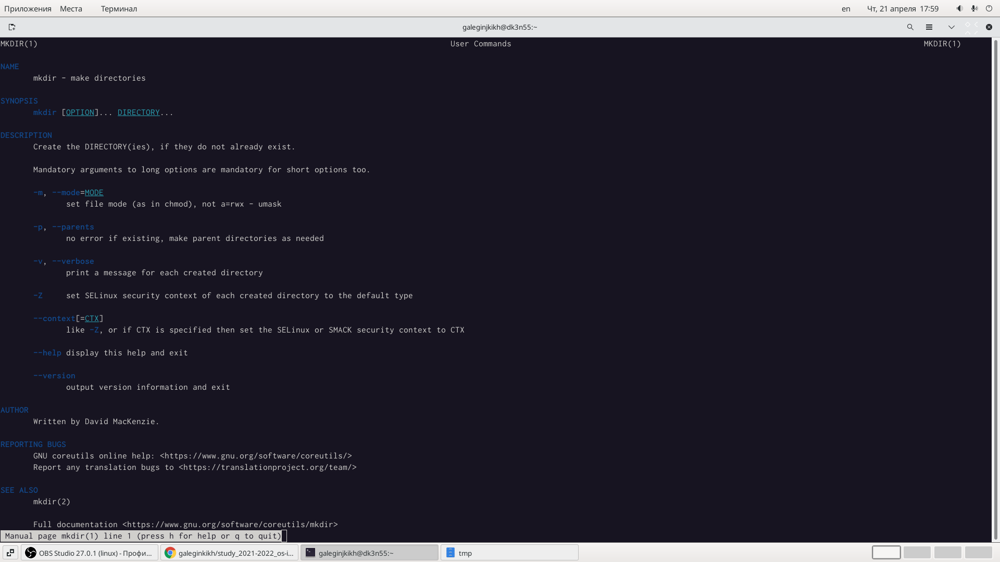 Приложения Места Терминал en Чт, 21 апреля 17:59
galeginjkikh@dk3n55:~
MKDIR(1) User Commands MKDIR(1)
NAME
mkdir - make directories
SYNOPSIS
mkdir [OPTION]... DIRECTORY...
DESCRIPTION
Create the DIRECTORY(ies), if they do not already exist.
Mandatory arguments to long options are mandatory for short options too.
-m, --mode=MODE
set file mode (as in chmod), not a=rwx - umask
-p, --parents
no error if existing, make parent directories as needed
-v, --verbose
print a message for each created directory
-Z set SELinux security context of each created directory to the default type
--context[=CTX]
like -Z, or if CTX is specified then set the SELinux or SMACK security context to CTX
--help display this help and exit
--version
output version information and exit
AUTHOR
Written by David MacKenzie.
REPORTING BUGS
GNU coreutils online help: <https://www.gnu.org/software/coreutils/>
Report any translation bugs to <https://translationproject.org/team/>
SEE ALSO
mkdir(2)
Full documentation <https://www.gnu.org/software/coreutils/mkdir>
Manual page mkdir(1) line 1 (press h for help or q to quit)
OBS Studio 27.0.1 (linux) - Профи... galeginkikh/study_2021-2022_os-i... galeginjkikh@dk3n55:~ tmp